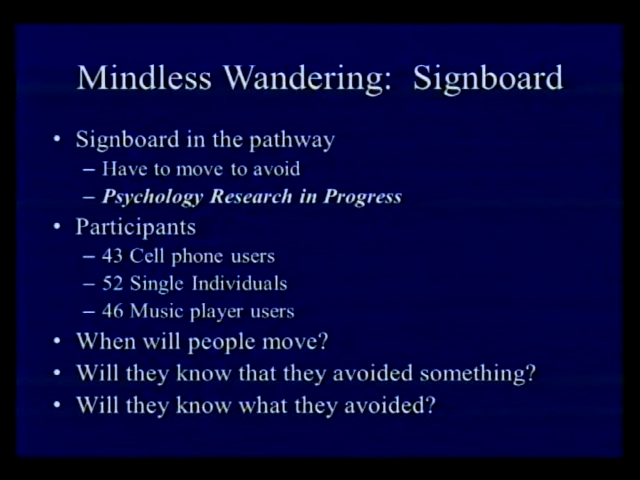 Mindless Wandering: Signboard
• Signboard in the pathway
– Have to move to avoid
– Psychology Research in Progress
• Participants
– 43 Cell phone users
– 52 Single Individuals
– 46 Music player users
• When will people move?
• Will they know that they avoided something?
• Will they know what they avoided?